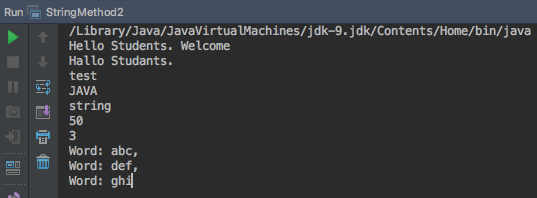 Run StringMethod2
/Library/Java/JavaVirtualMachines/jdk-9.jdk/Contents/Home/bin/java
Hello Students. Welcome
Hallo Studants.
test
JAVA
string
50
3
Word: abc,
Word: def,
Word: ghi